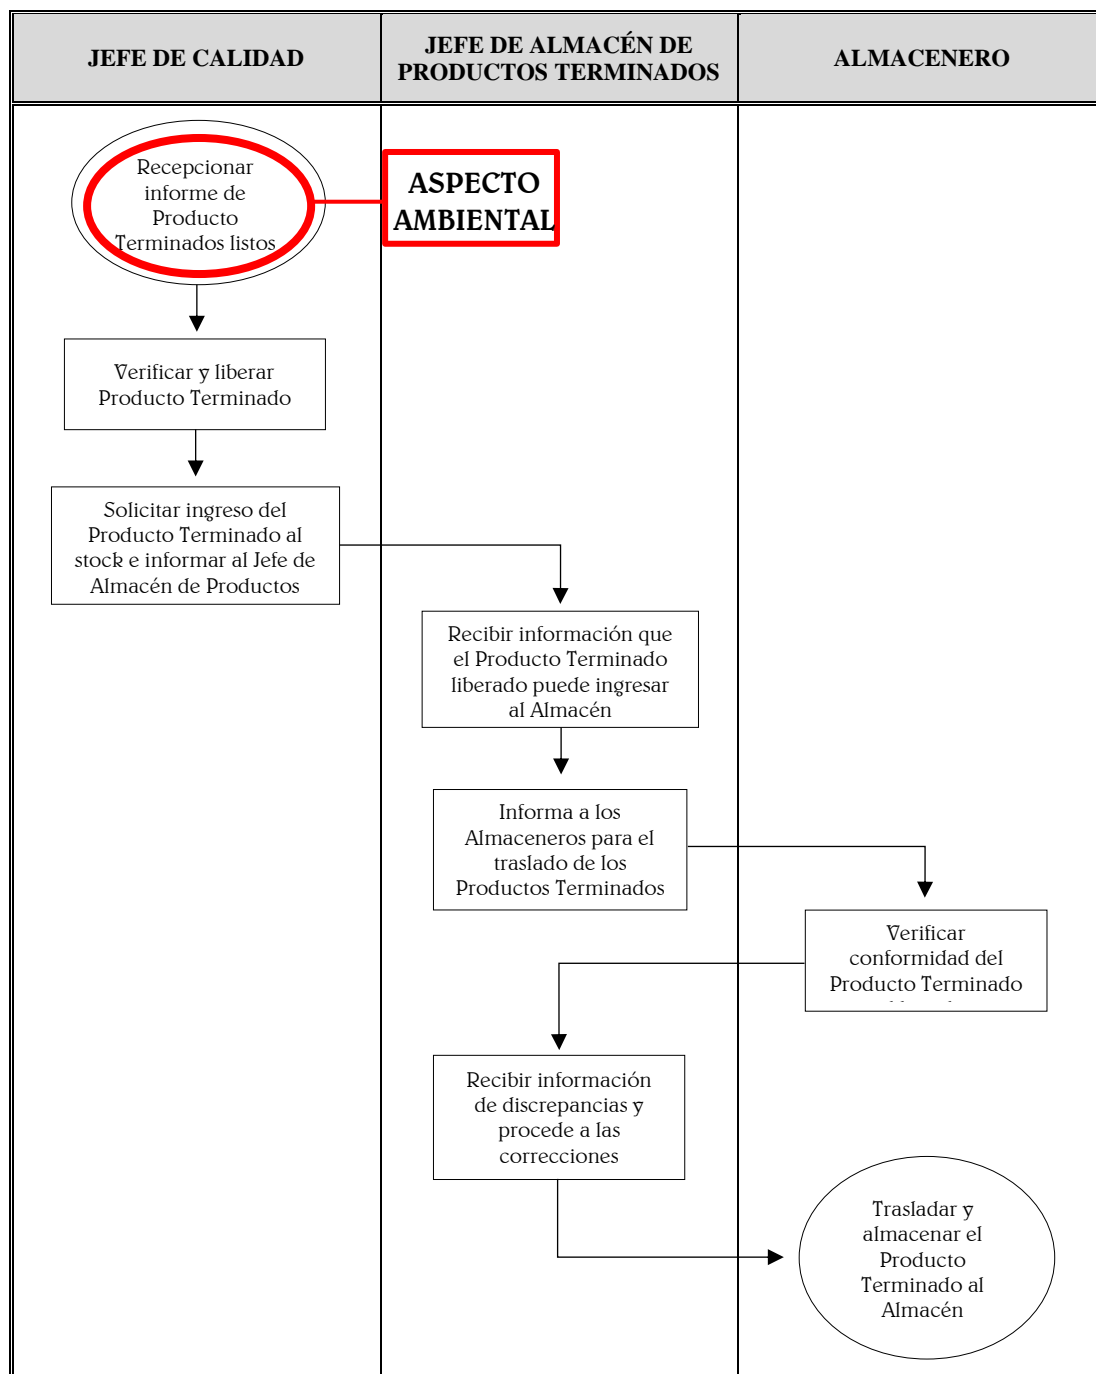 JEFE DE CALIDAD
JEFE DE ALMACÉN DE
PRODUCTOS TERMINADOS
ALMACENERO
Recepcionar
informe de
Producto
Terminados listos
ASPECTO
AMBIENTAL
Verificar y liberar
Producto Terminado
Solicitar ingreso del
Producto Terminado al
stock e informar al Jefe de
Almacén de Productos
Recibir información que
el Producto Terminado
liberado puede ingresar
al Almacén
Informa a los
Almaceneros para el
traslado de los
Productos Terminados
Verificar
conformidad del
Producto Terminado
Recibir información
de discrepancias y
procede a las
correcciones
Trasladar y
almacenar el
Producto
Terminado al
Almacén